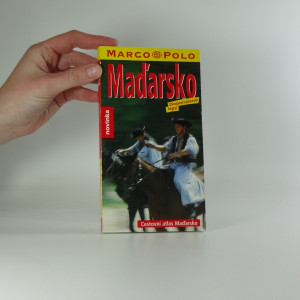 MARCO POLO
Maďarsko
novinka
Cestovní atlas Maďarska